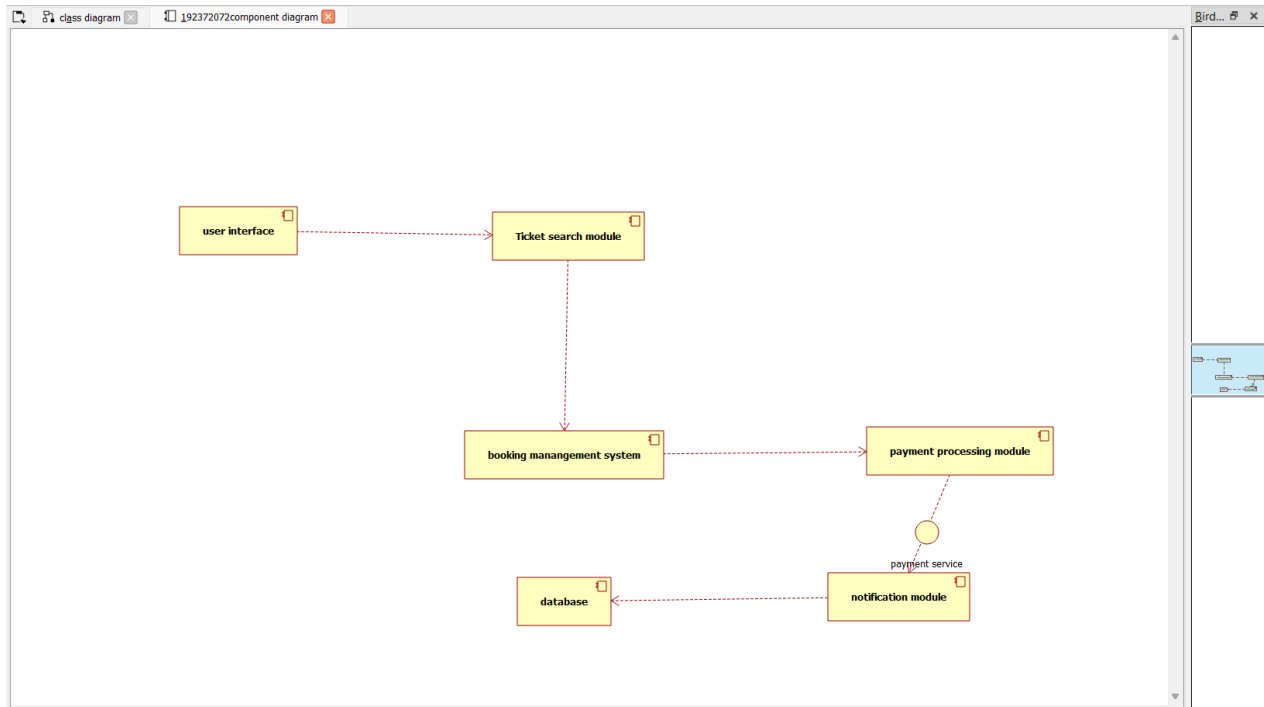 class diagram
192372072component diagram
Bird...
user interface
Ticket search module
booking manangement system
payment processing module
payment service
database
notification module